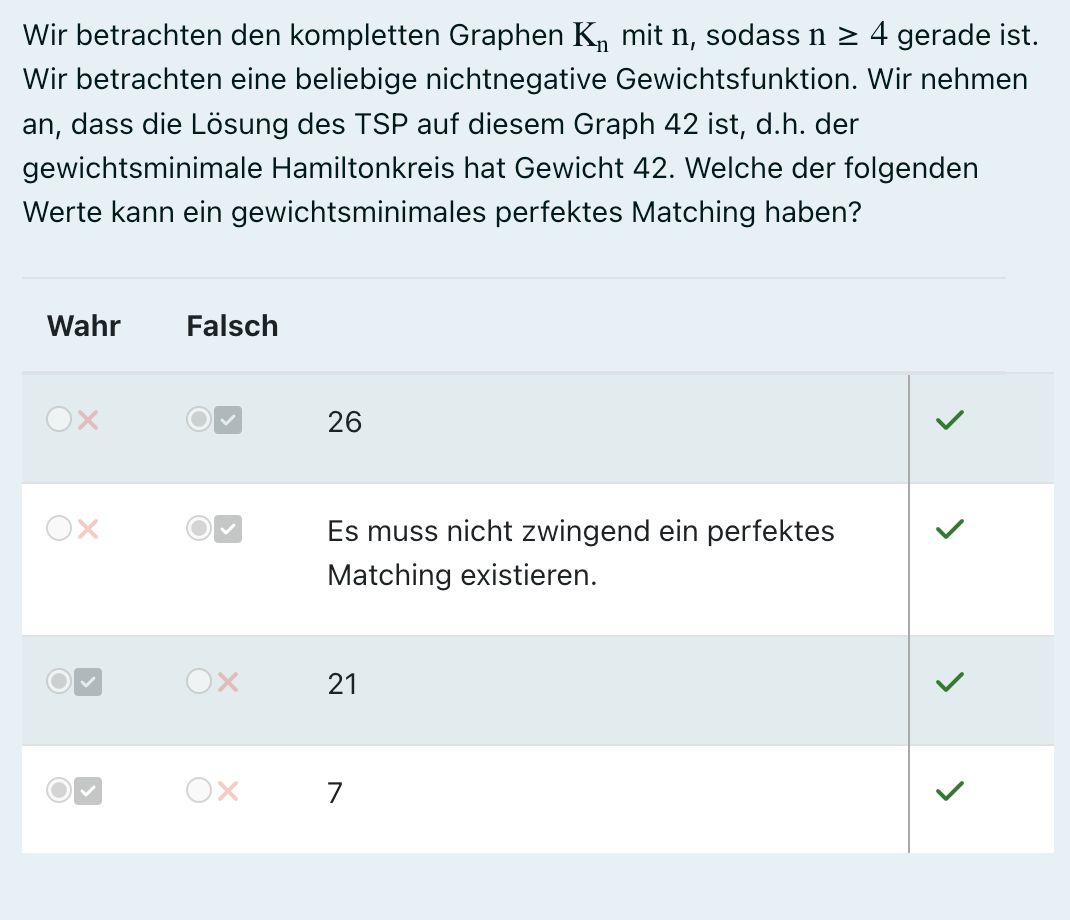 Wir betrachten den kompletten Graphen Kn mit n, sodass n ≥ 4 gerade ist.
Wir betrachten eine beliebige nichtnegative Gewichtsfunktion. Wir nehmen
an, dass die Lösung des TSP auf diesem Graph 42 ist, d.h. der
gewichtsminimale Hamiltonkreis hat Gewicht 42. Welche der folgenden
Werte kann ein gewichtsminimales perfektes Matching haben?
Wahr Falsch
26
Es muss nicht zwingend ein perfektes
Matching existieren.
21
7